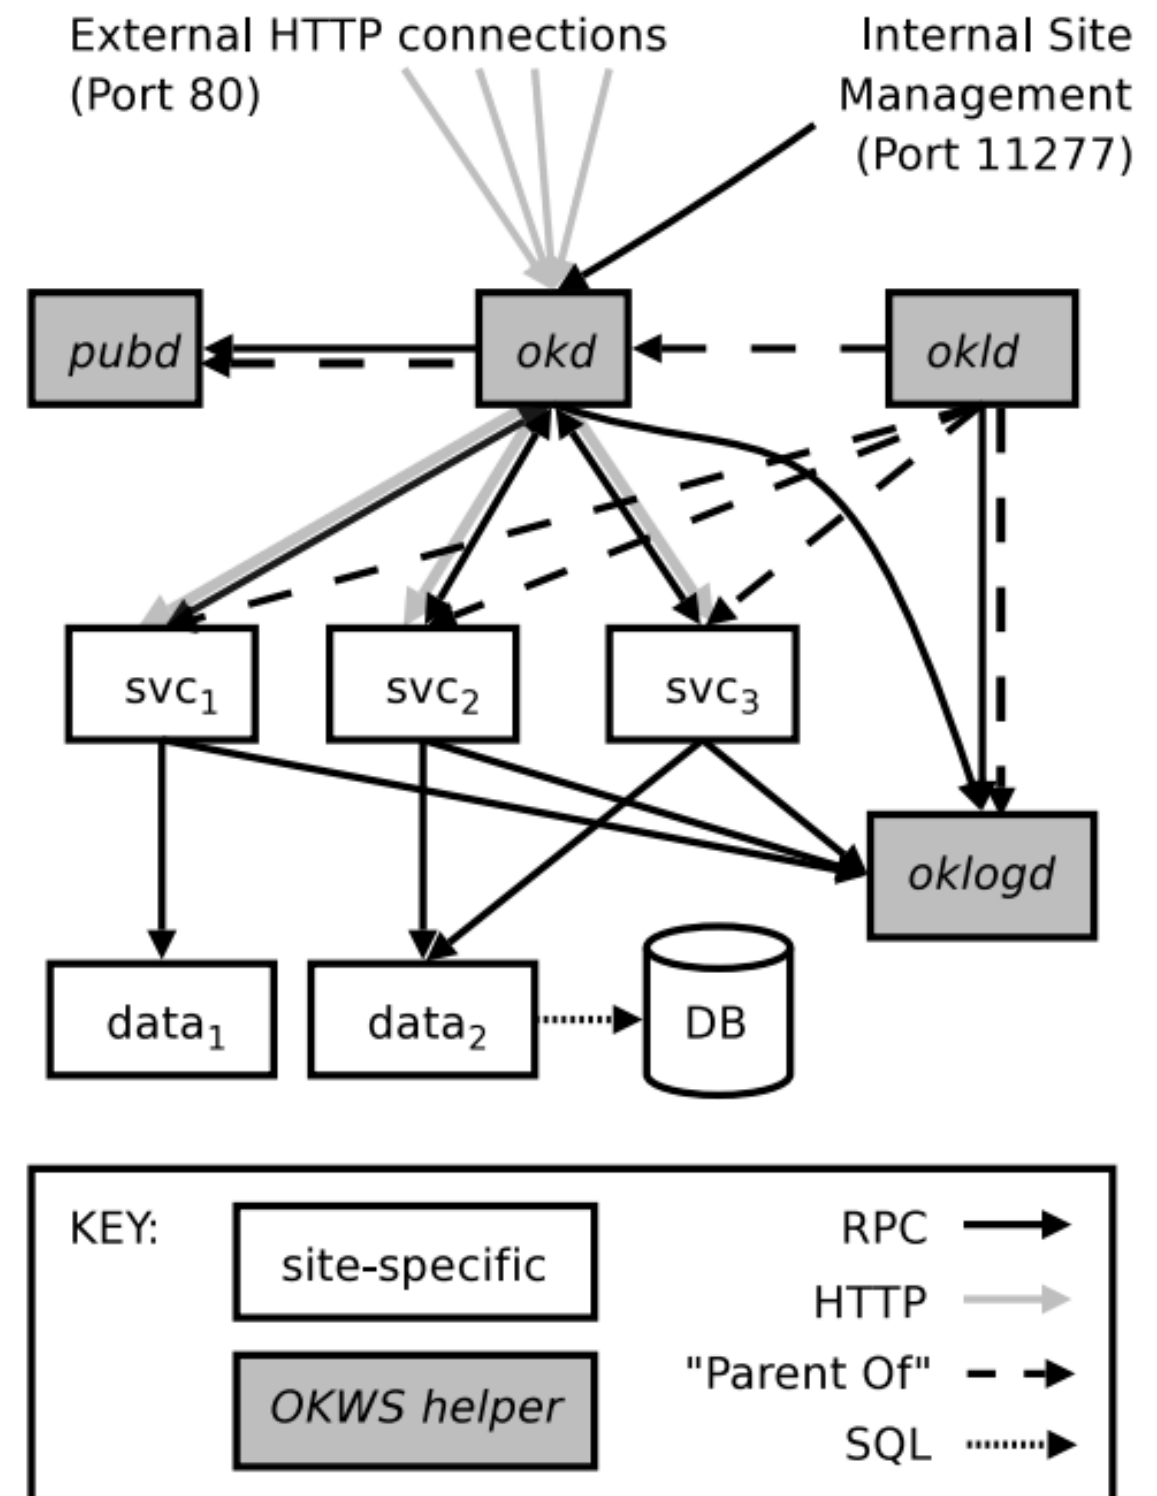 External HTTP connections
(Port 80)
Internal Site
Management
(Port 11277)
pubd
okd
okld
svc₁
svc₂
svc₃
oklogd
data₁
data₂
DB
KEY:
site-specific
OKWS helper
RPC
HTTP
"Parent Of"
SQL